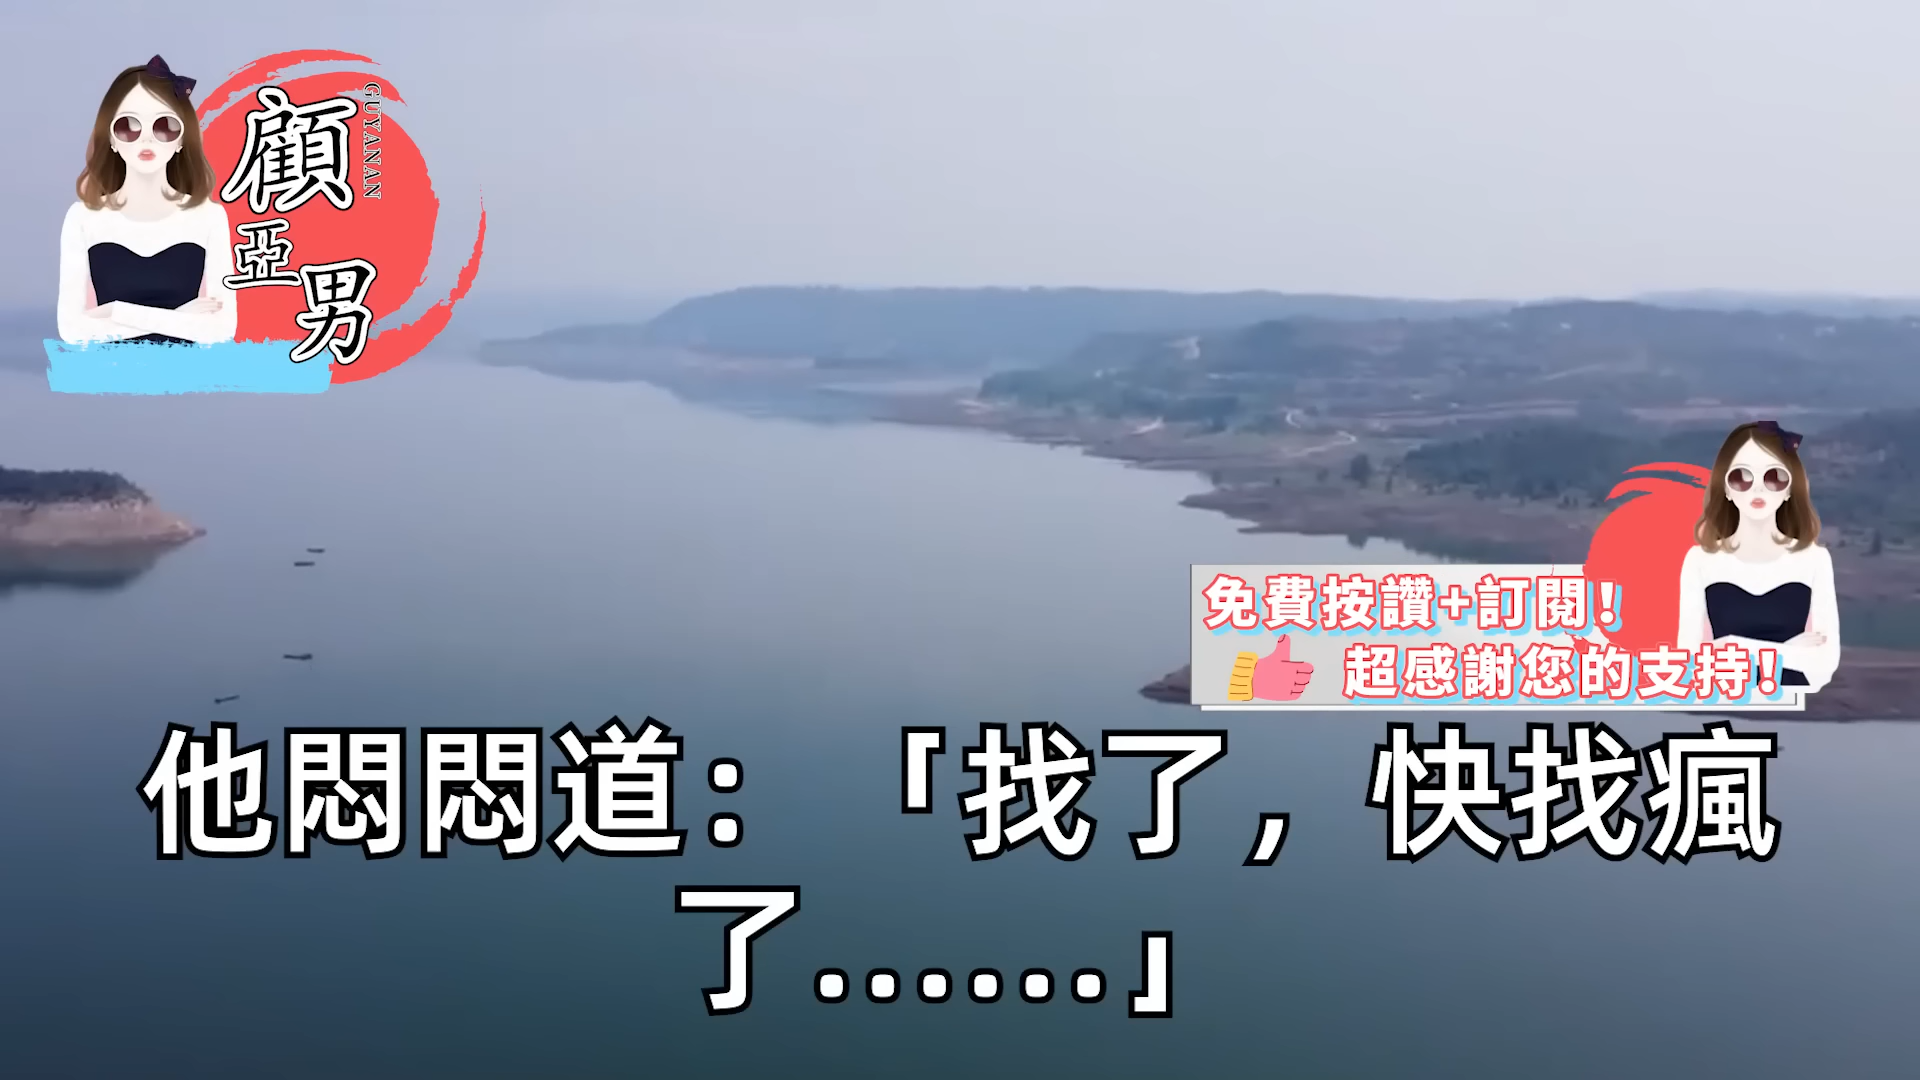 顧亞男
GUYANAN
免費按讚+訂閱！
超感謝您的支持！
他悶悶道：「找了，快找瘋
了......」